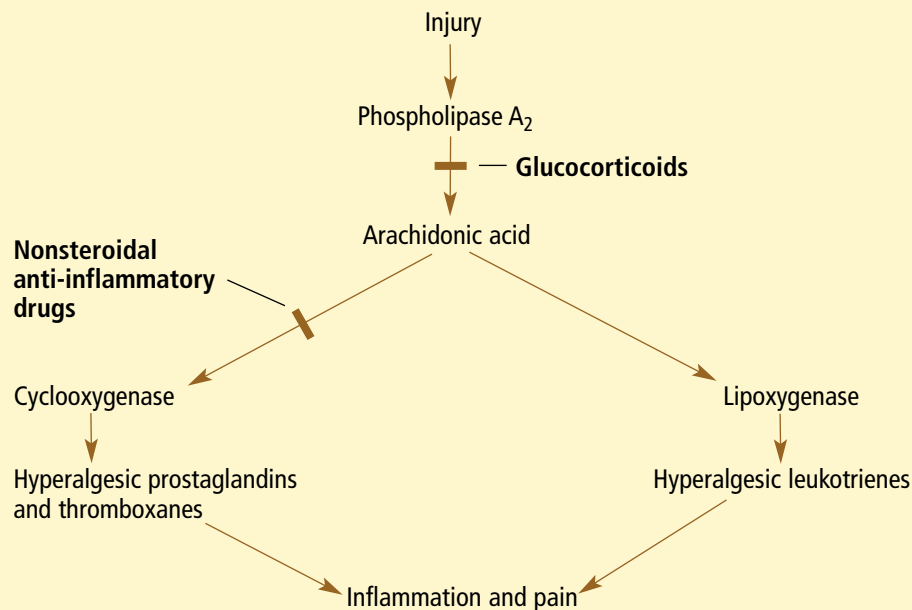 Injury
Phospholipase A₂
Glucocorticoids
Arachidonic acid
Nonsteroidal
anti-inflammatory
drugs
Cyclooxygenase
Lipoxygenase
Hyperalgesic prostaglandins
and thromboxanes
Hyperalgesic leukotrienes
Inflammation and pain